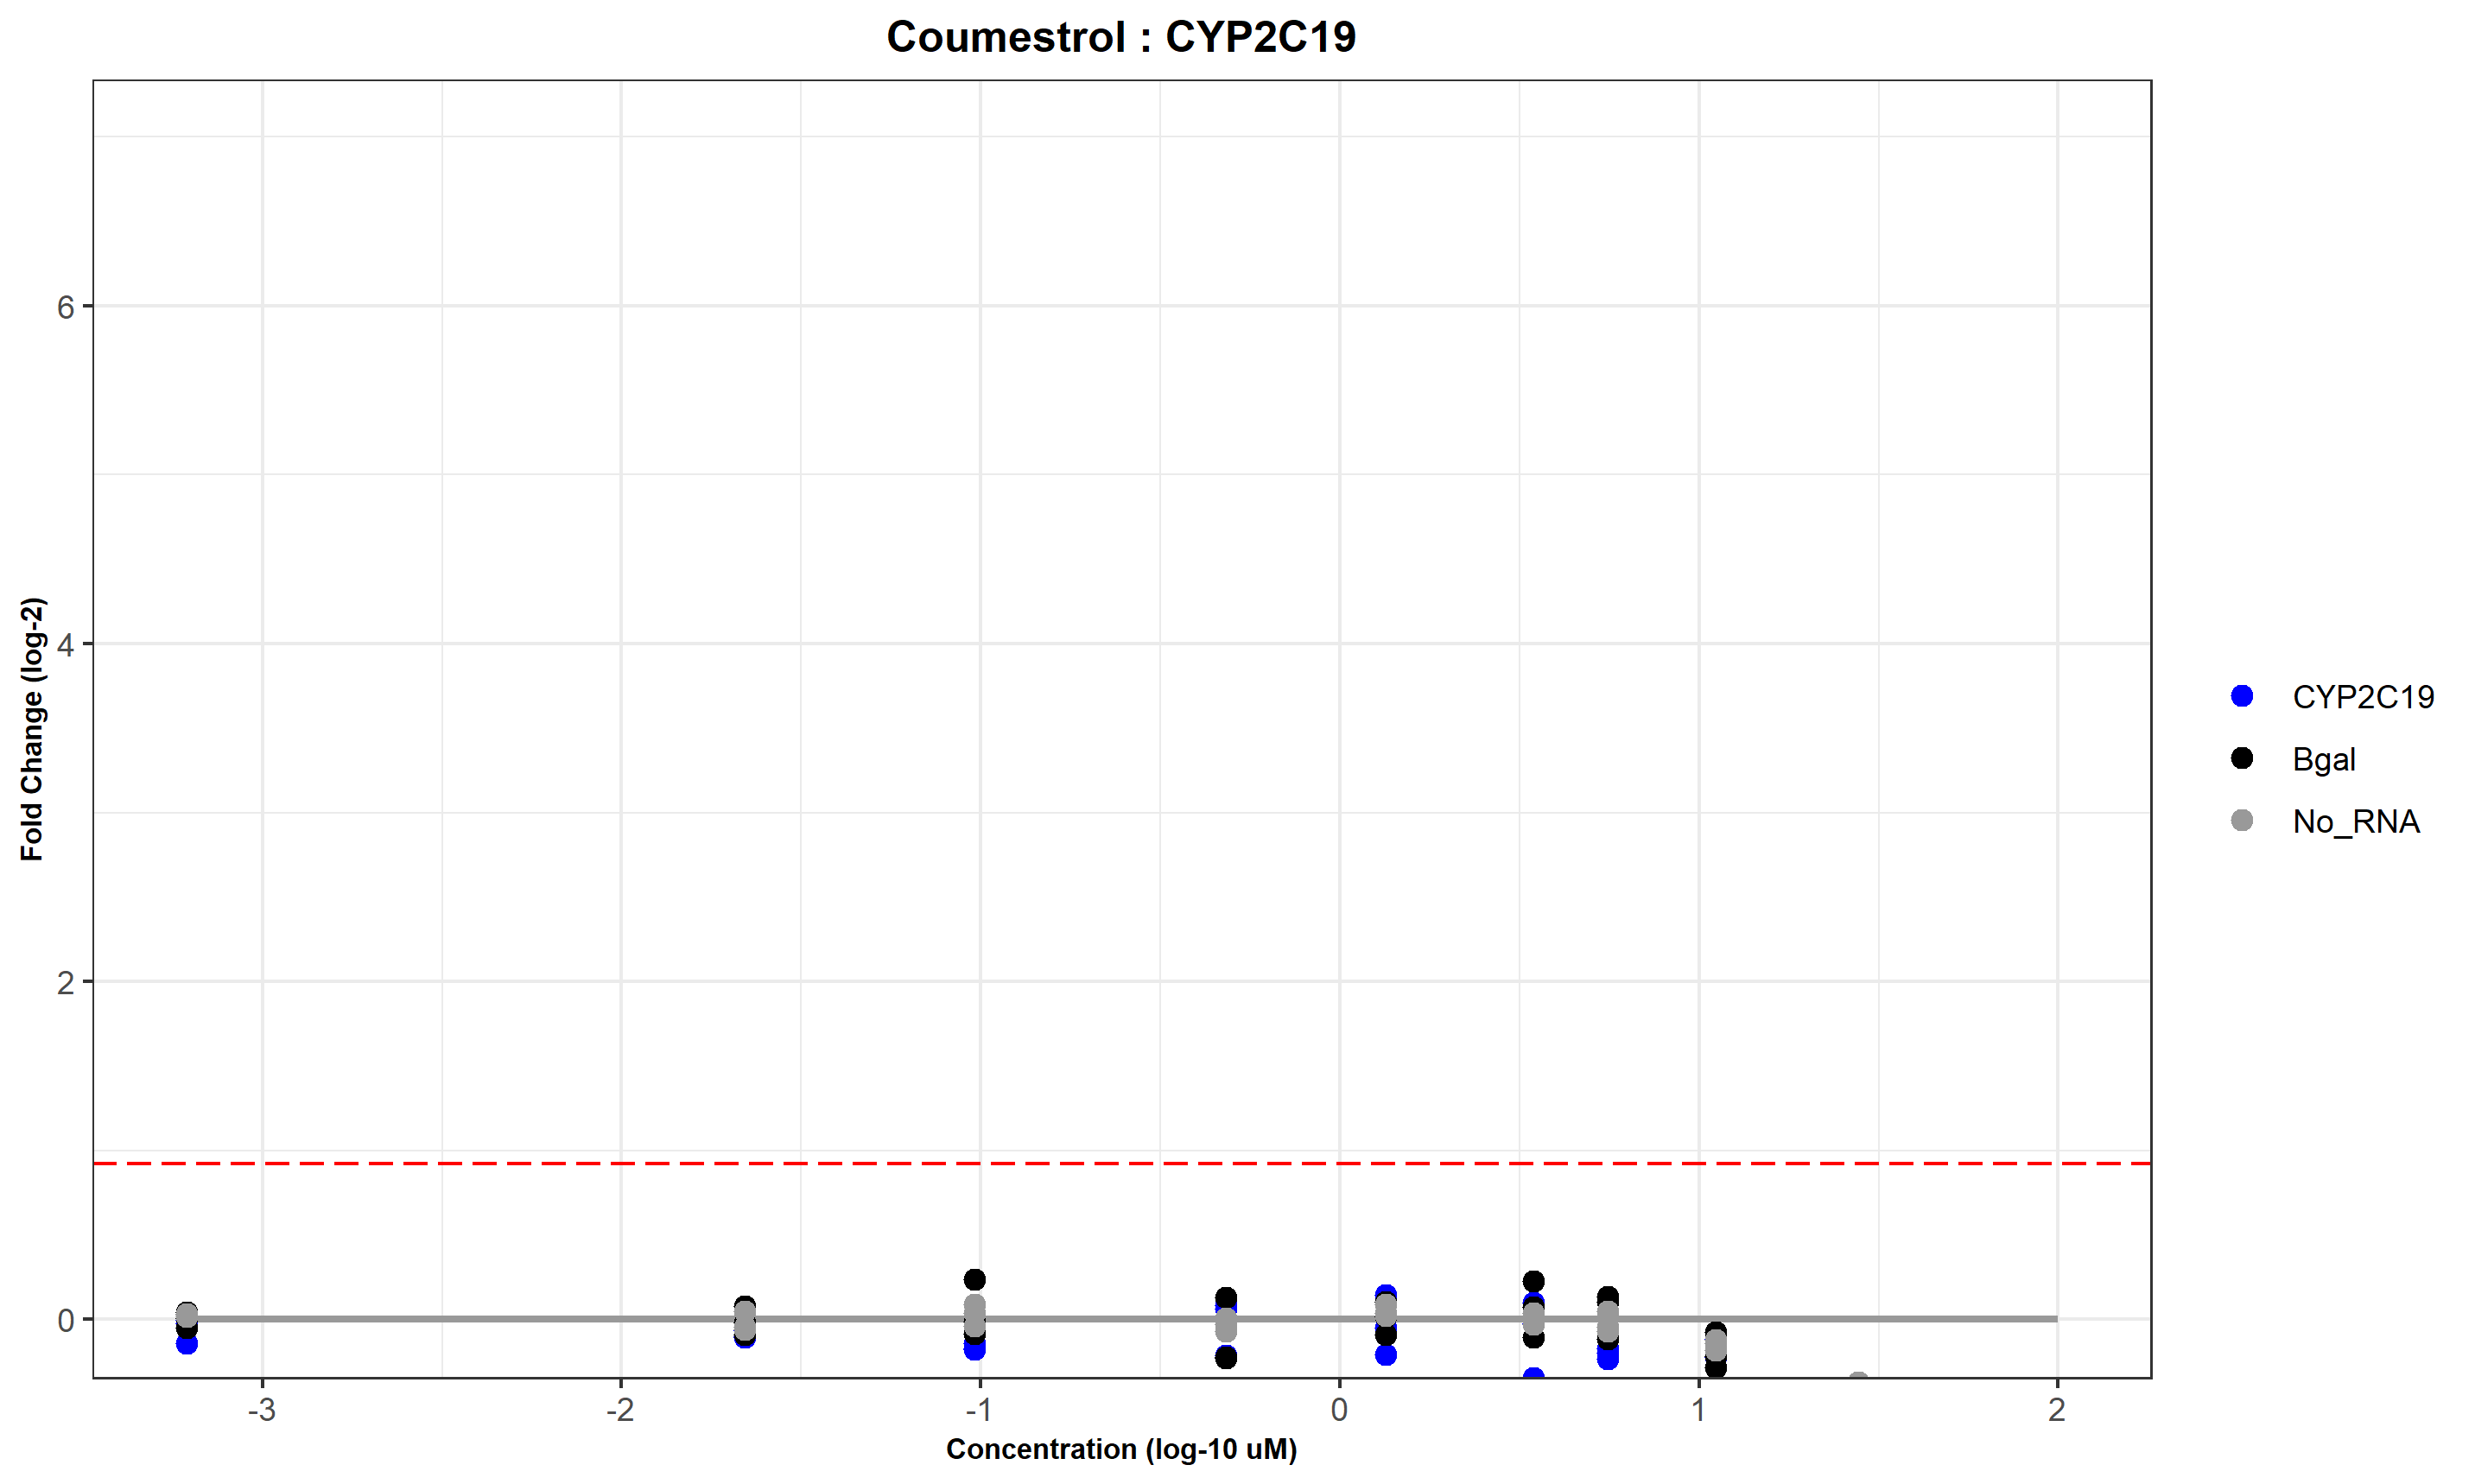 Coumestrol : CYP2C19
Fold Change (log-2)
6
4
2
0
-3
-2
-1
0
1
2
Concentration (log-10 uM)
CYP2C19
Bgal
No_RNA